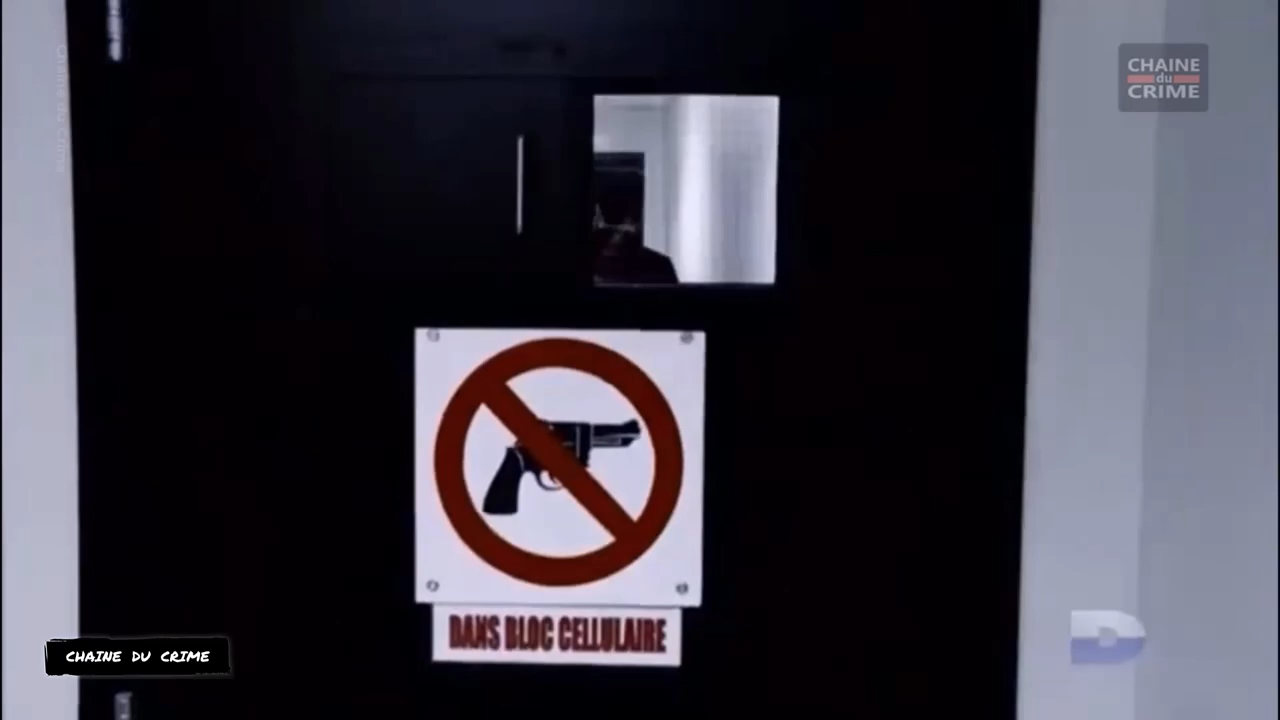 CHAINE
du
CRIME
DANS BLOC CELLULAIRE
CHAINE DU CRIME